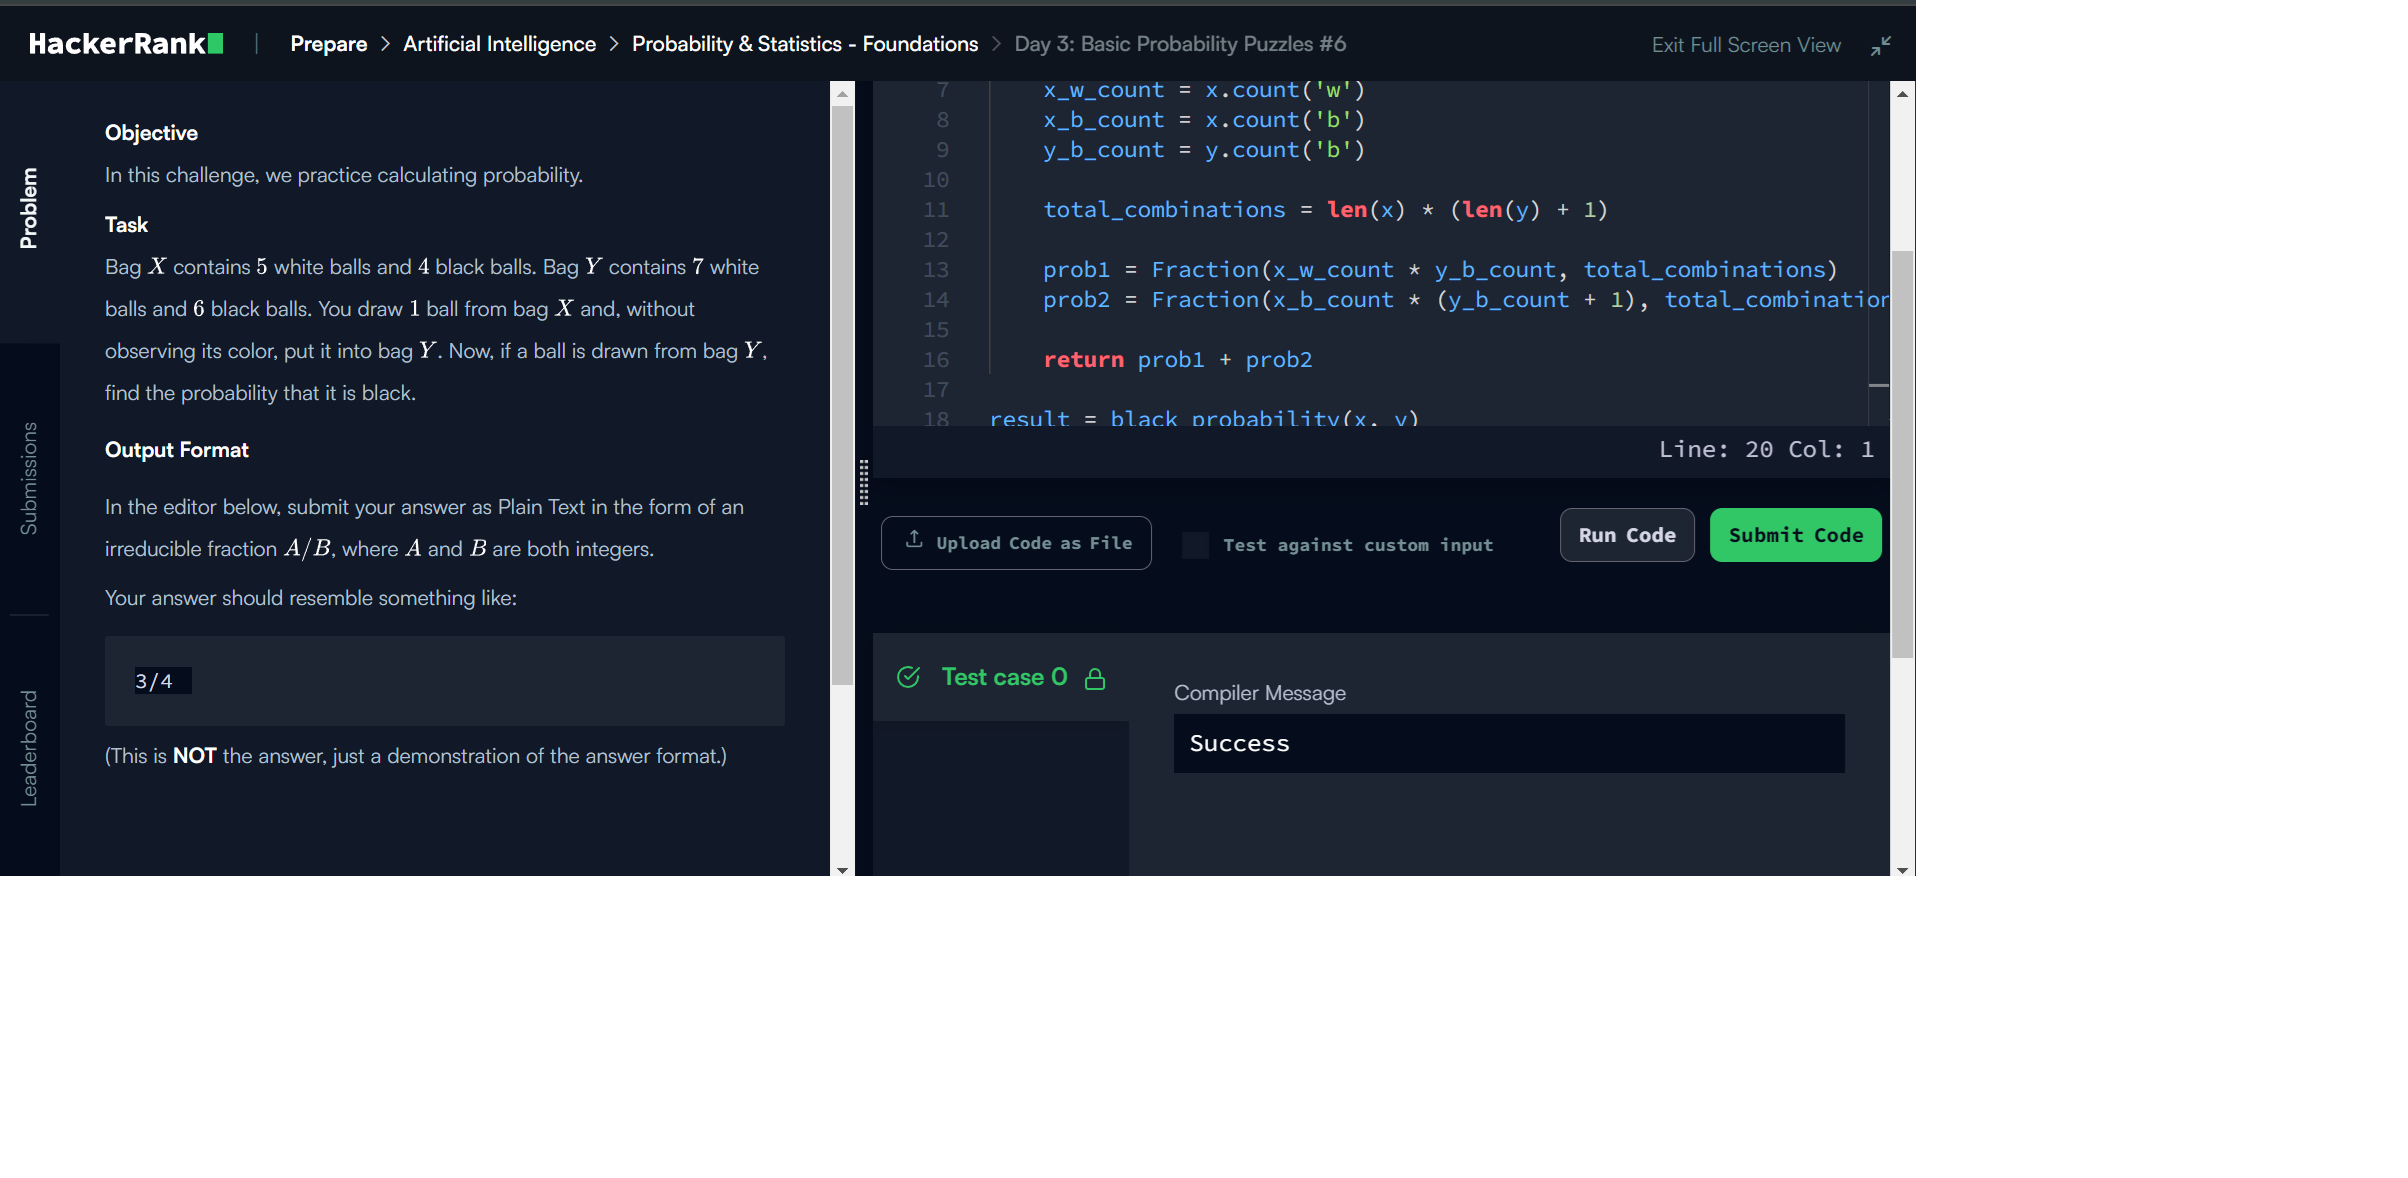 HackerRank | Prepare > Artificial Intelligence > Probability & Statistics - Foundations > Day 3: Basic Probability Puzzles #6 Exit Full Screen View
Problem
Submissions
Leaderboard
Objective
In this challenge, we practice calculating probability.
Task
Bag X contains 5 white balls and 4 black balls. Bag Y contains 7 white
balls and 6 black balls. You draw 1 ball from bag X and, without
observing its color, put it into bag Y. Now, if a ball is drawn from bag Y,
find the probability that it is black.
Output Format
In the editor below, submit your answer as Plain Text in the form of an
irreducible fraction A/B, where A and B are both integers.
Your answer should resemble something like:
3/4
(This is NOT the answer, just a demonstration of the answer format.)
7 x_w_count = x.count('w')
8 x_b_count = x.count('b')
9 y_b_count = y.count('b')
10
11 total_combinations = len(x) * (len(y) + 1)
12
13 prob1 = Fraction(x_w_count * y_b_count, total_combinations)
14 prob2 = Fraction(x_b_count * (y_b_count + 1), total_combination
15
16 return prob1 + prob2
17
18 result = black_probability(x, y)
Line: 20 Col: 1
Upload Code as File
Test against custom input
Run Code
Submit Code
Test case 0
Compiler Message
Success